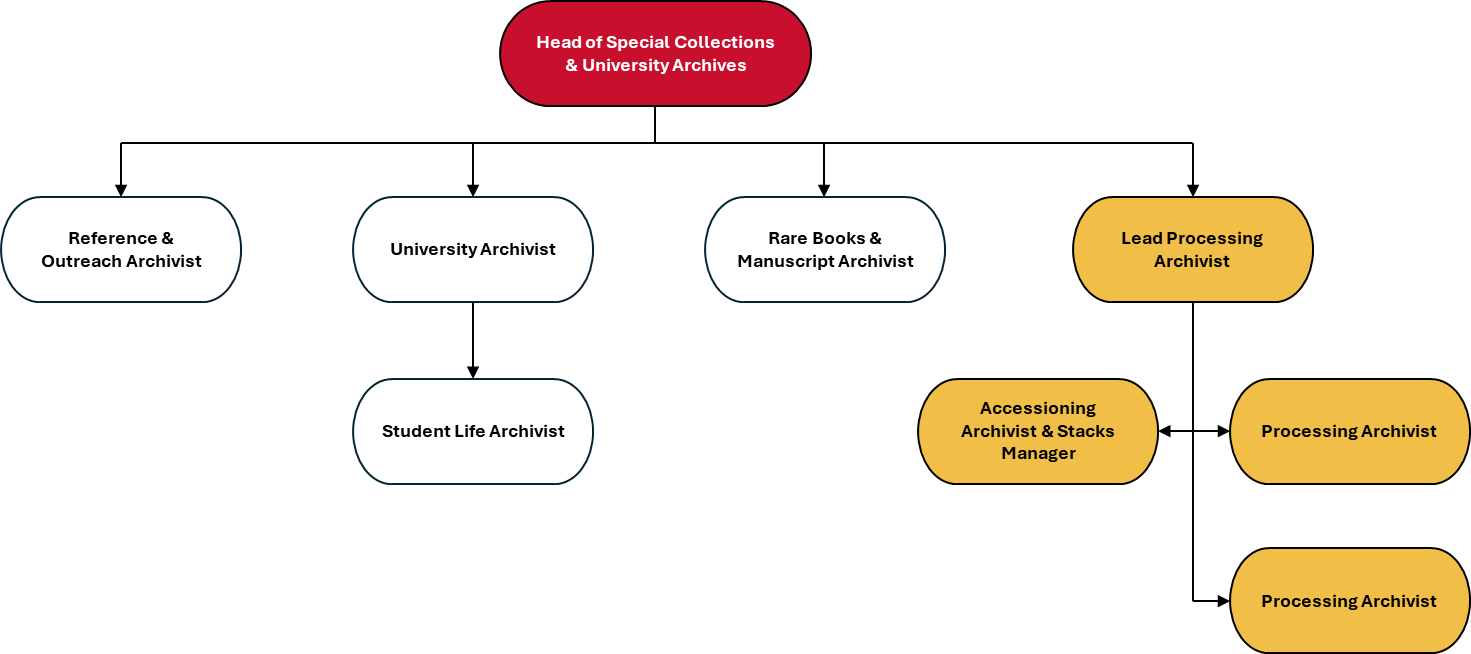 Head of Special Collections
& University Archives
Reference &
Outreach Archivist
University Archivist
Rare Books &
Manuscript Archivist
Lead Processing
Archivist
Student Life Archivist
Accessioning
Archivist & Stacks
Manager
Processing Archivist
Processing Archivist